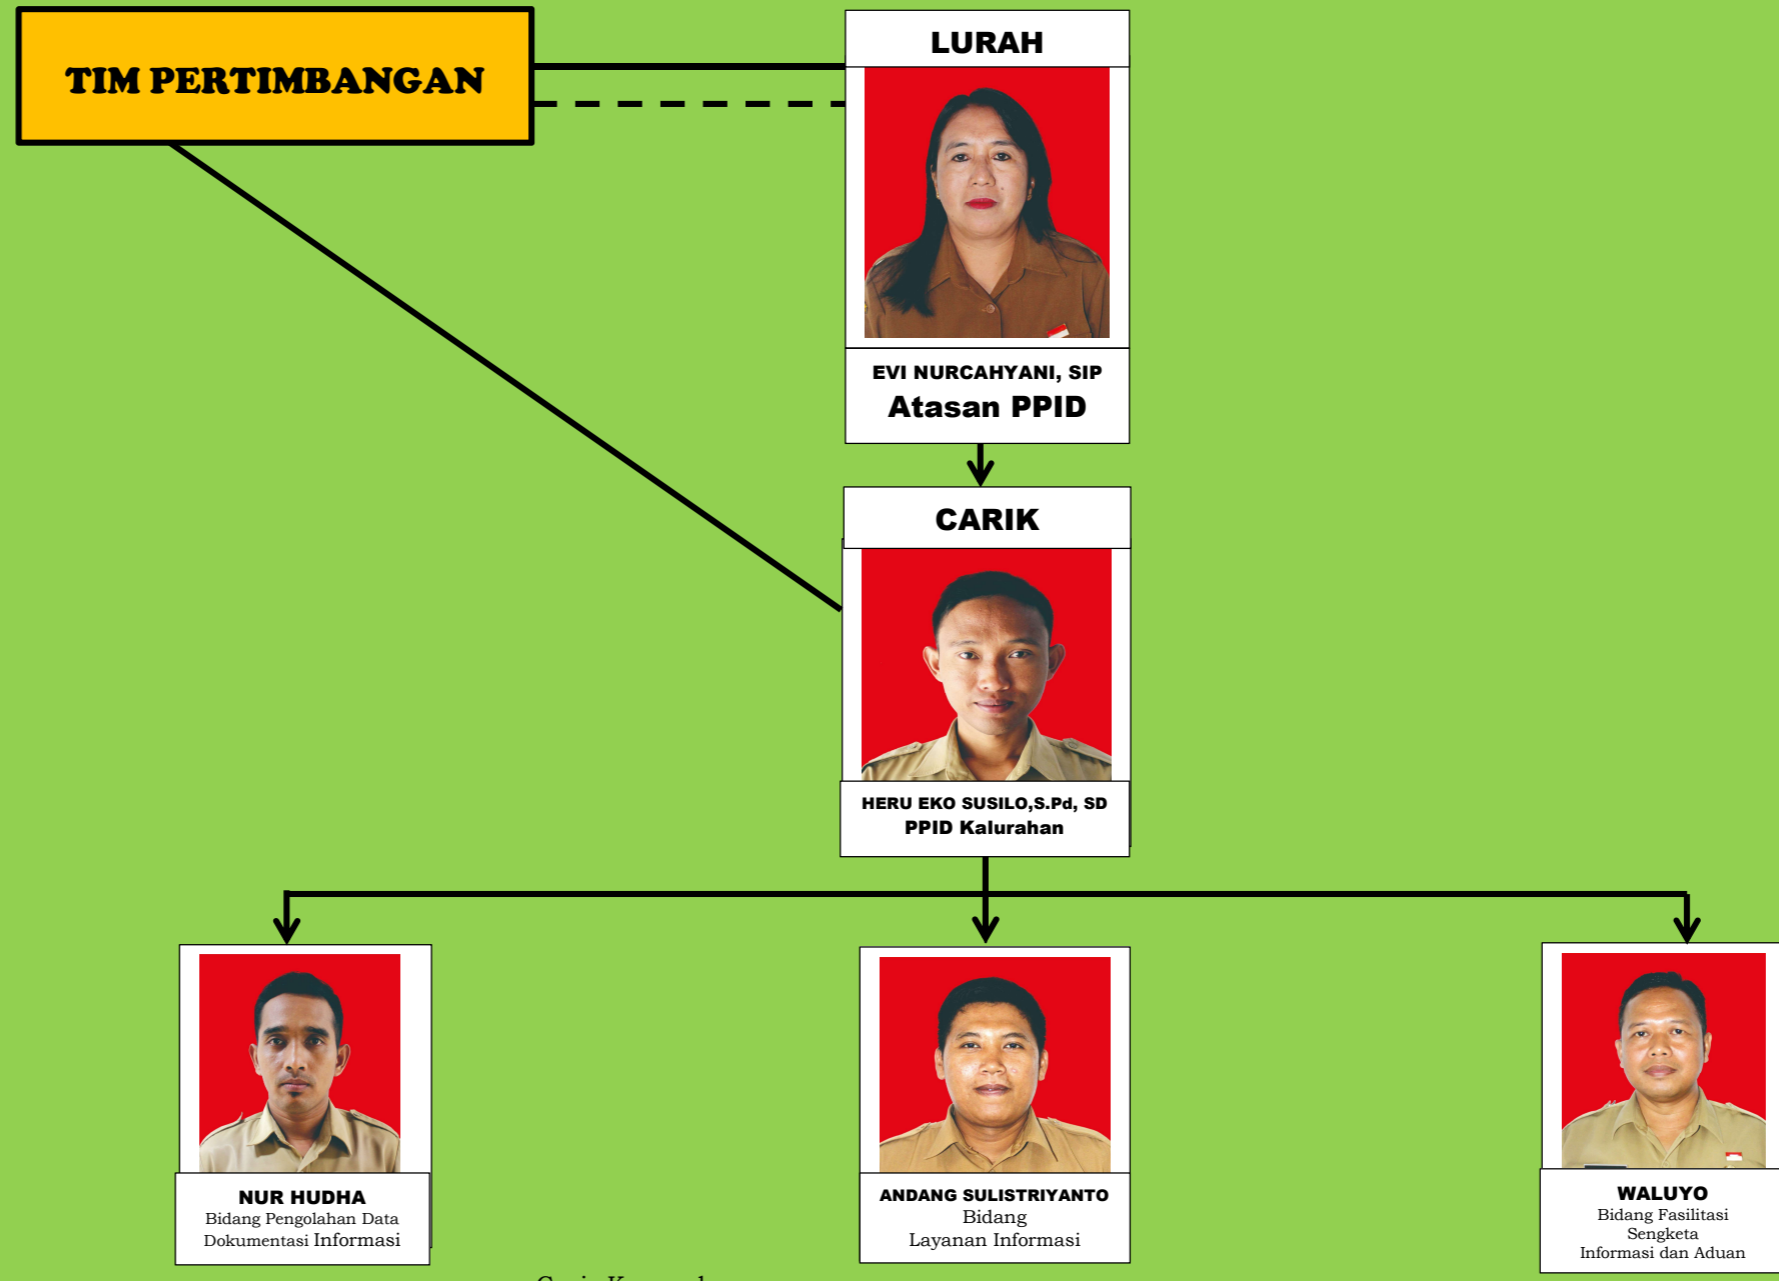 TIM PERTIMBANGAN
LURAH
EVI NURCAHYANI, SIP
Atasan PPID
CARIK
HERU EKO SUSILO,S.Pd, SD
PPID Kalurahan
NUR HUDHA
Bidang Pengolahan Data
Dokumentasi Informasi
ANDANG SULISTRIYANTO
Bidang
Layanan Informasi
WALUYO
Bidang Fasilitasi
Sengketa
Informasi dan Aduan